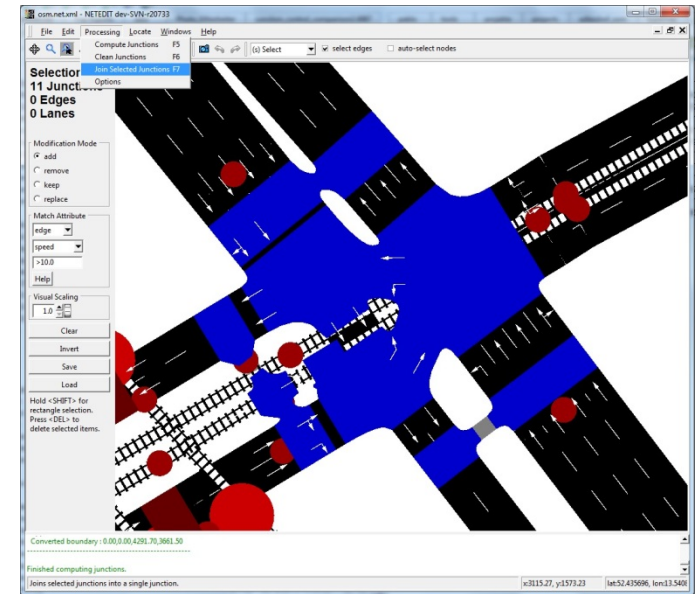 osm.net.xml - NETEDIT dev-SVN-r20733
File Edit Processing Locate Windows Help
(s) Select select edges auto-select nodes
Compute Junctions F5
Clean Junctions F6
Join Selected Junctions F7
Options
Selection
11 Junctions
0 Edges
0 Lanes
Modification Mode
add
remove
keep
replace
Match Attribute
edge
speed
>10.0
Help
Visual Scaling
1.0
Clear
Invert
Save
Load
Hold <SHIFT> for
rectangle selection.
Press <DEL> to
delete selected items.
Converted boundary : 0.00,0.00,4291.70,3661.50
Finished computing junctions.
Joins selected junctions into a single junction. x:3115.27, y:1573.23 lat:52.435696, lon:13.5408